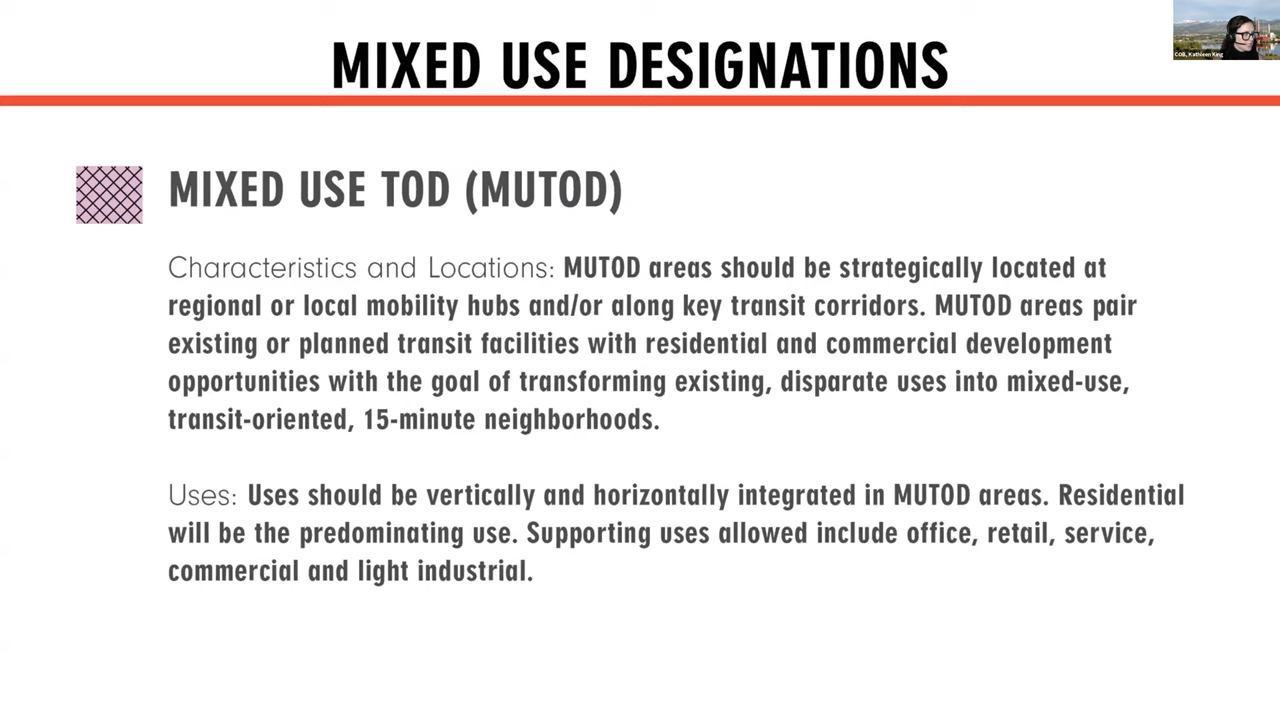 MIXED USE DESIGNATIONS
COB, Kathleen King
MIXED USE TOD (MUTOD)
Characteristics and Locations: MUTOD areas should be strategically located at
regional or local mobility hubs and/or along key transit corridors. MUTOD areas pair
existing or planned transit facilities with residential and commercial development
opportunities with the goal of transforming existing, disparate uses into mixed-use,
transit-oriented, 15-minute neighborhoods.
Uses: Uses should be vertically and horizontally integrated in MUTOD areas. Residential
will be the predominating use. Supporting uses allowed include office, retail, service,
commercial and light industrial.